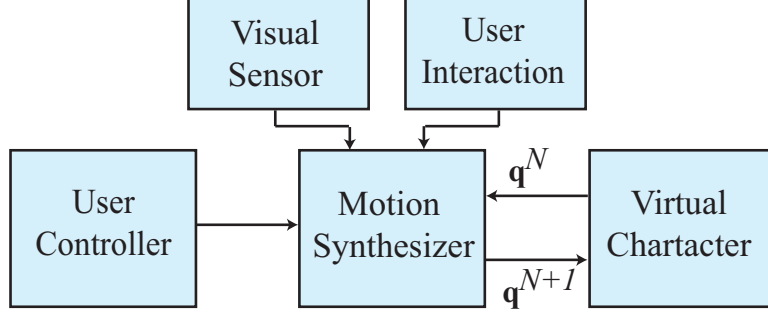 Visual
Sensor
User
Interaction
User
Controller
Motion
Synthesizer
q^N
q^{N+1}
Virtual
Chartacter